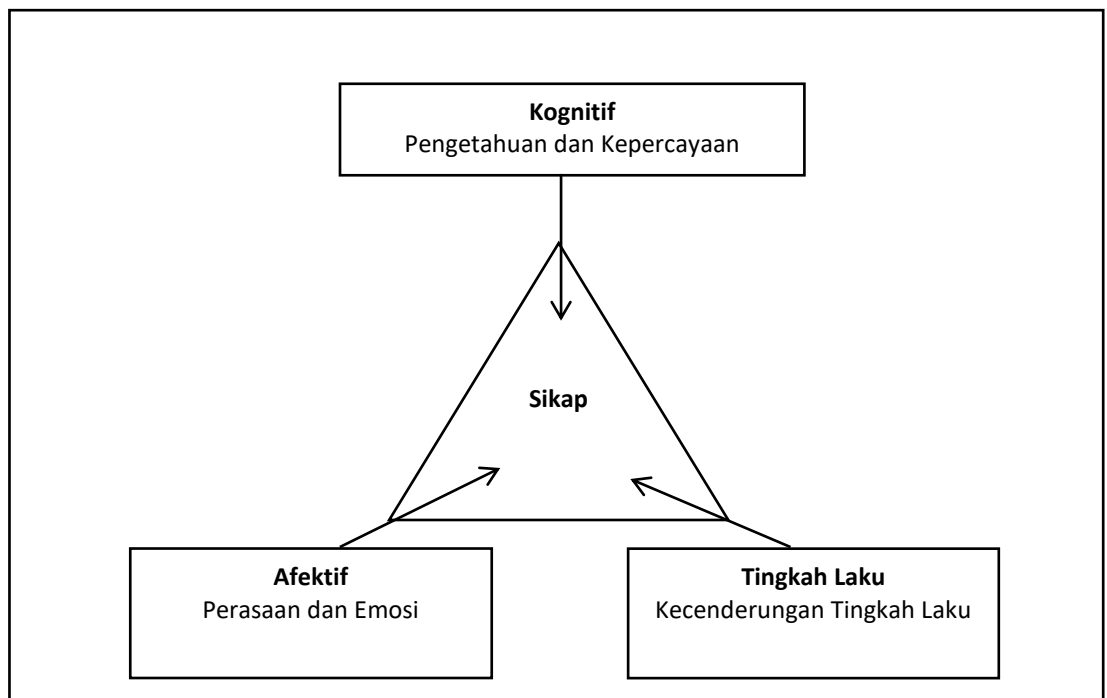 Kognitif
Pengetahuan dan Kepercayaan
Sikap
Afektif
Perasaan dan Emosi
Tingkah Laku
Kecenderungan Tingkah Laku